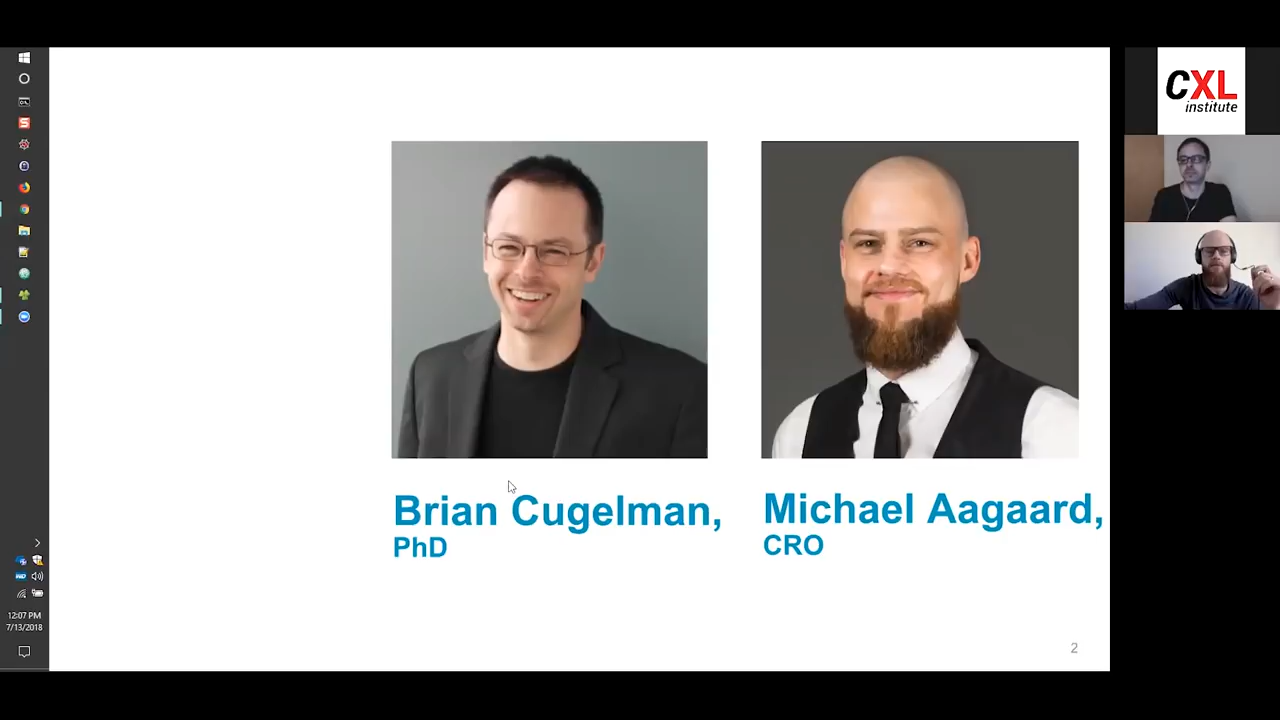 CXL
institute
Brian Cugelman,
PhD
Michael Aagaard,
CRO
2
12:07 PM
7/13/2018